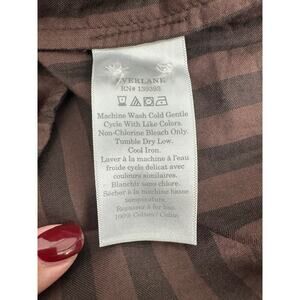 EVERLANE
RN# 139393
Machine Wash Cold Gentle
Cycle With Like Colors.
Non-Chlorine Bleach Only.
Tumble Dry Low.
Cool Iron.
Laver à la machine à l'eau
froide cycle délicat avec
couleurs similaires.
Blanchir sans chlore.
Sécher à la machine basse
température.
Repasser à fer bas.
100% Cotton / Coton